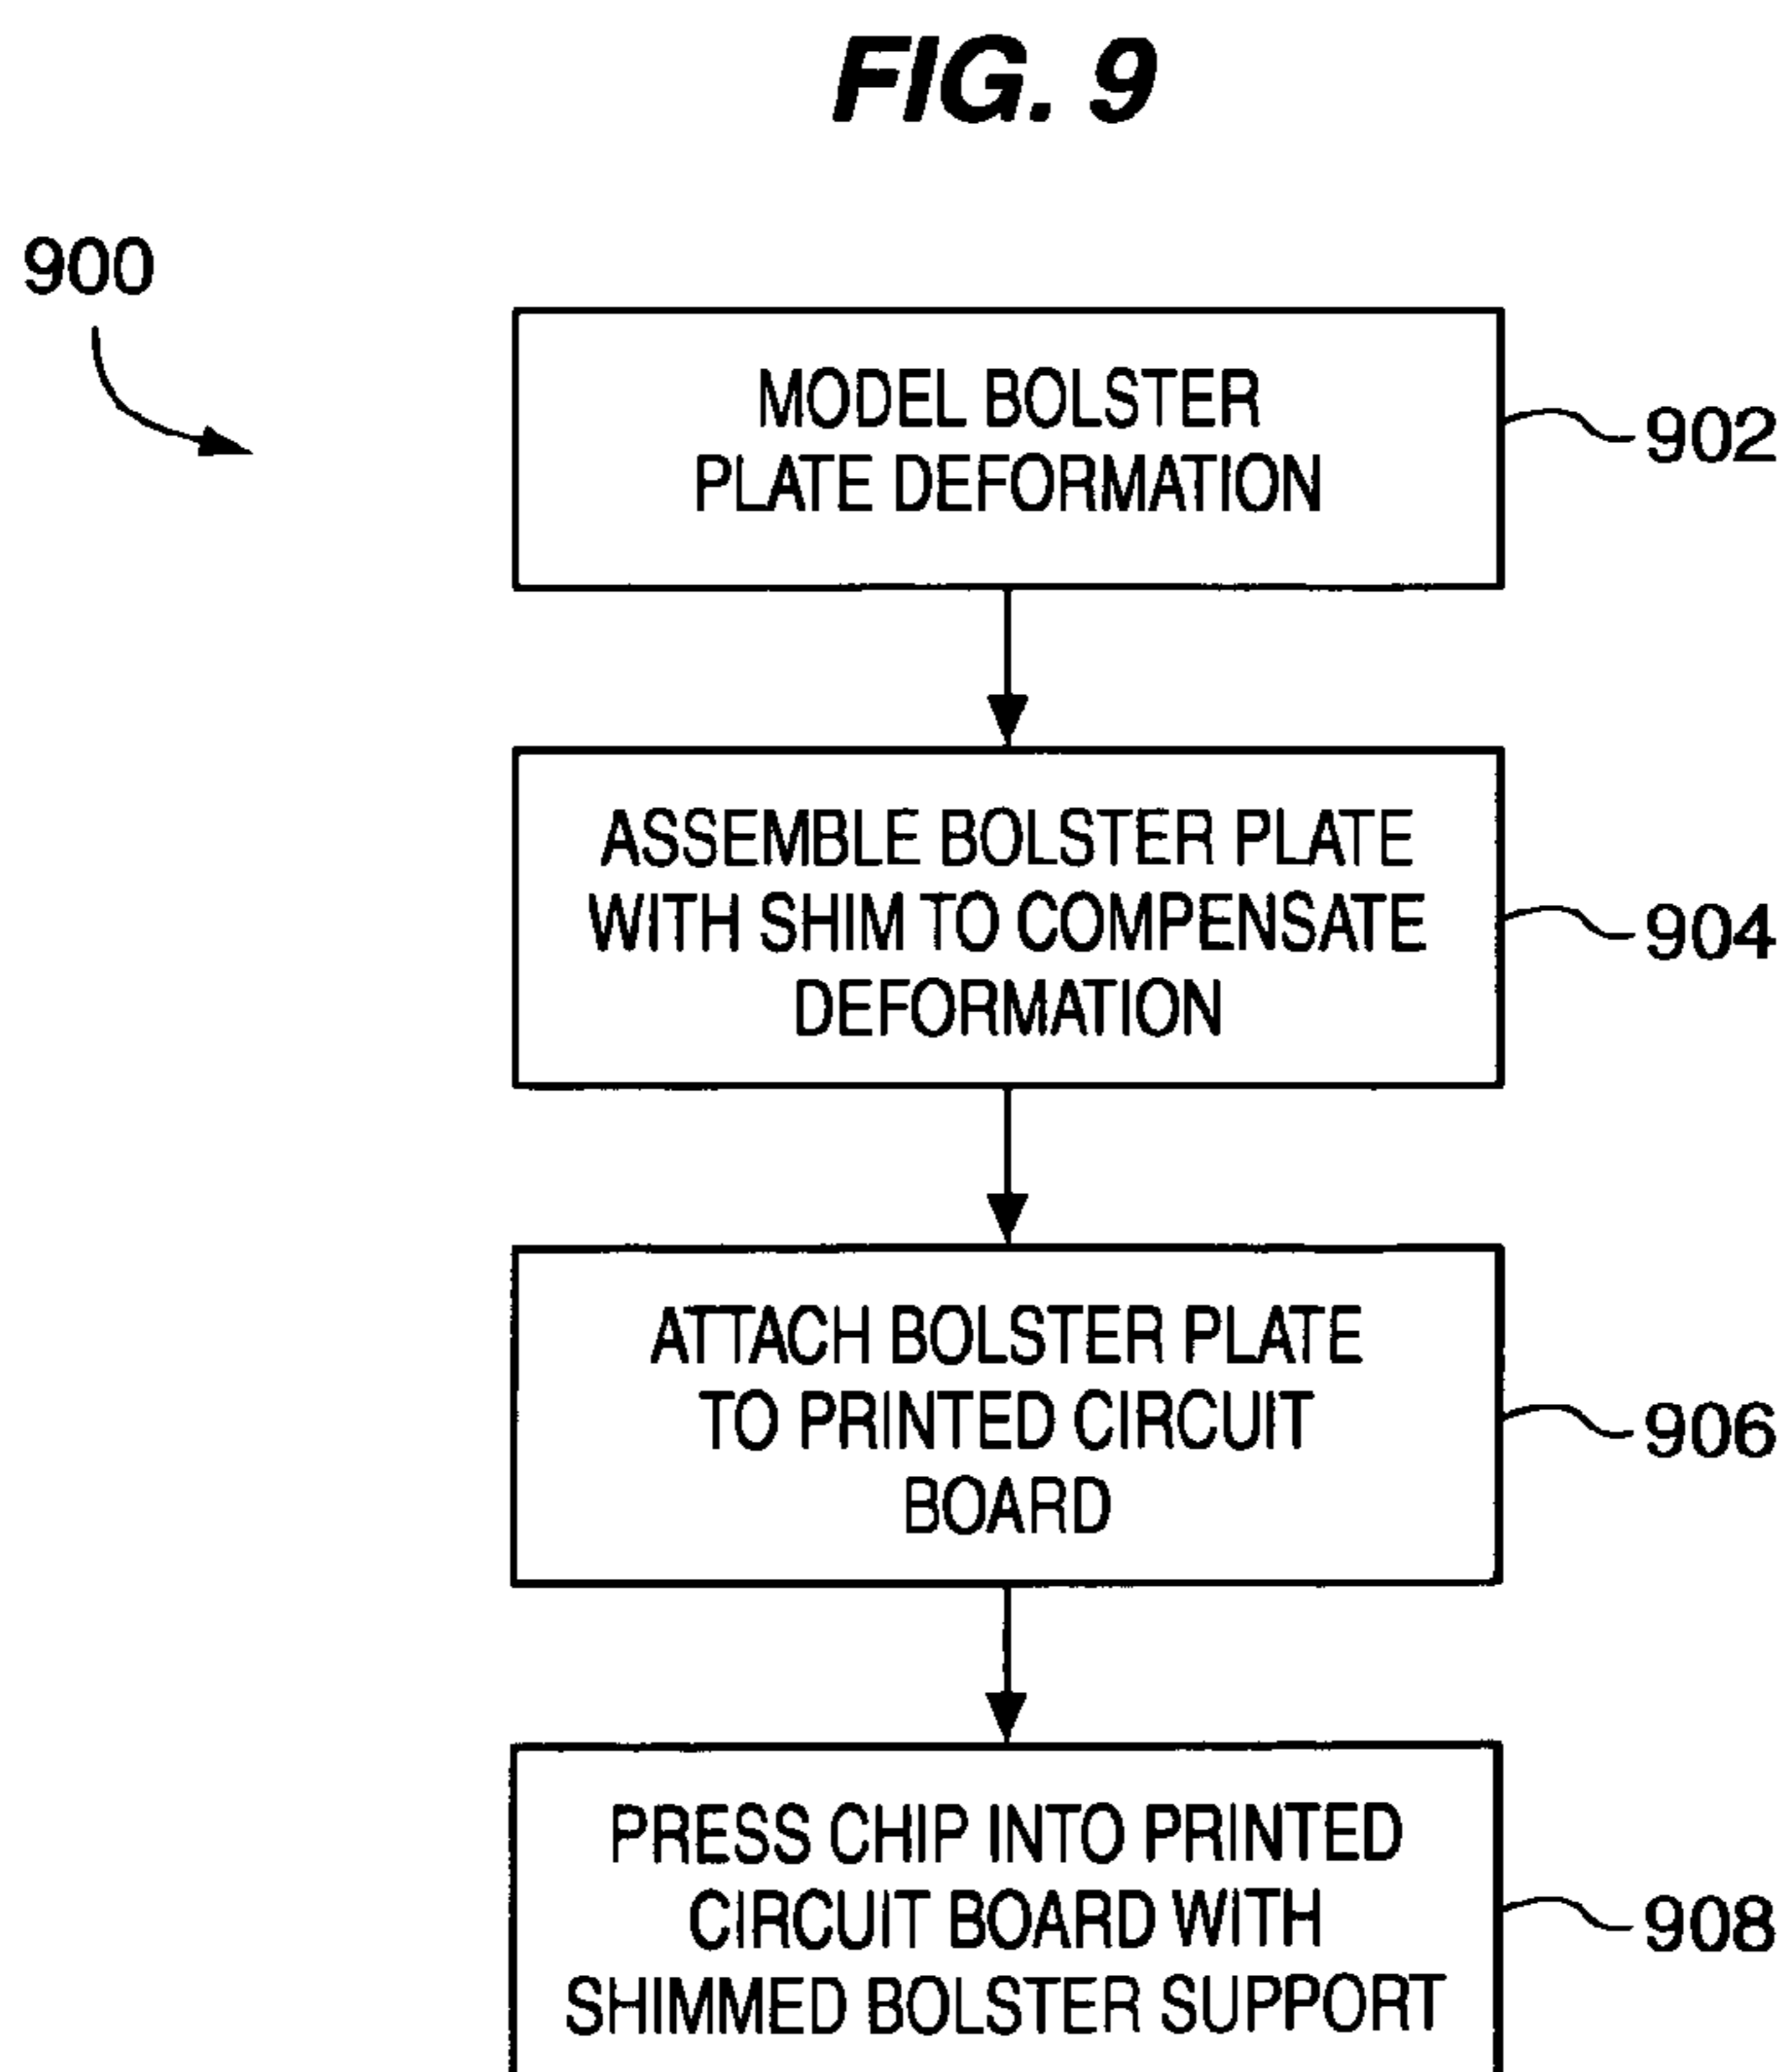 FIG. 9
900
MODEL BOLSTER
PLATE DEFORMATION
902
ASSEMBLE BOLSTER PLATE
WITH SHIM TO COMPENSATE
DEFORMATION
904
ATTACH BOLSTER PLATE
TO PRINTED CIRCUIT
BOARD
906
PRESS CHIP INTO PRINTED
CIRCUIT BOARD WITH
SHIMMED BOLSTER SUPPORT
908